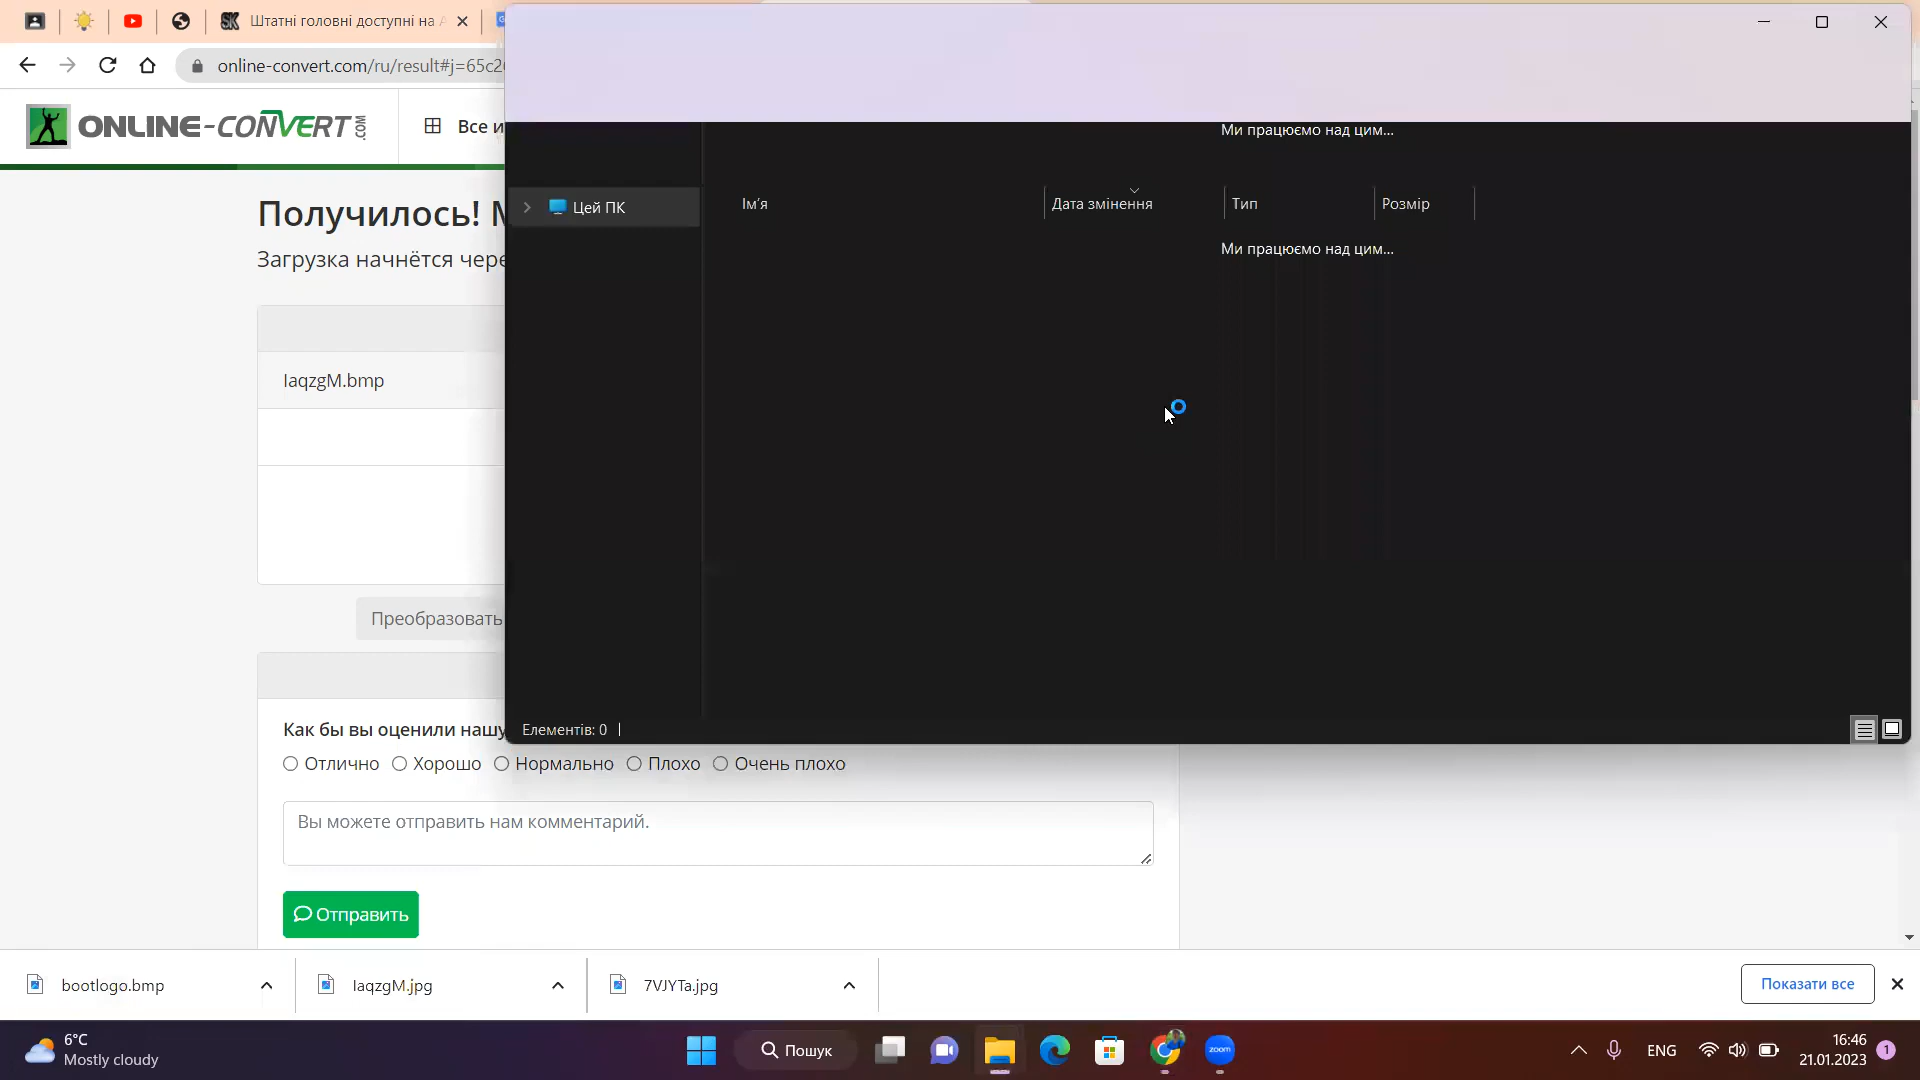 Штатні головні доступні на
online-convert.com/ru/result#j=65c2
ONLINE-CONVERT.COM
Все и
Получилось!
Загрузка начнётся чере
IaqzgM.bmp
Преобразовать
Как бы вы оценили нашу
Отлично
Хорошо
Нормально
Плохо
Очень плохо
Вы можете отправить нам комментарий.
Отправить
Ми працюємо над цим...
Цей ПК
Ім'я
Дата змінення
Тип
Розмір
Ми працюємо над цим...
Елементів: 0
bootlogo.bmp
IaqzgM.jpg
7VJYTa.jpg
Показати все
6°C
Mostly cloudy
Пошук
zoom
ENG
16:46
21.01.2023
1